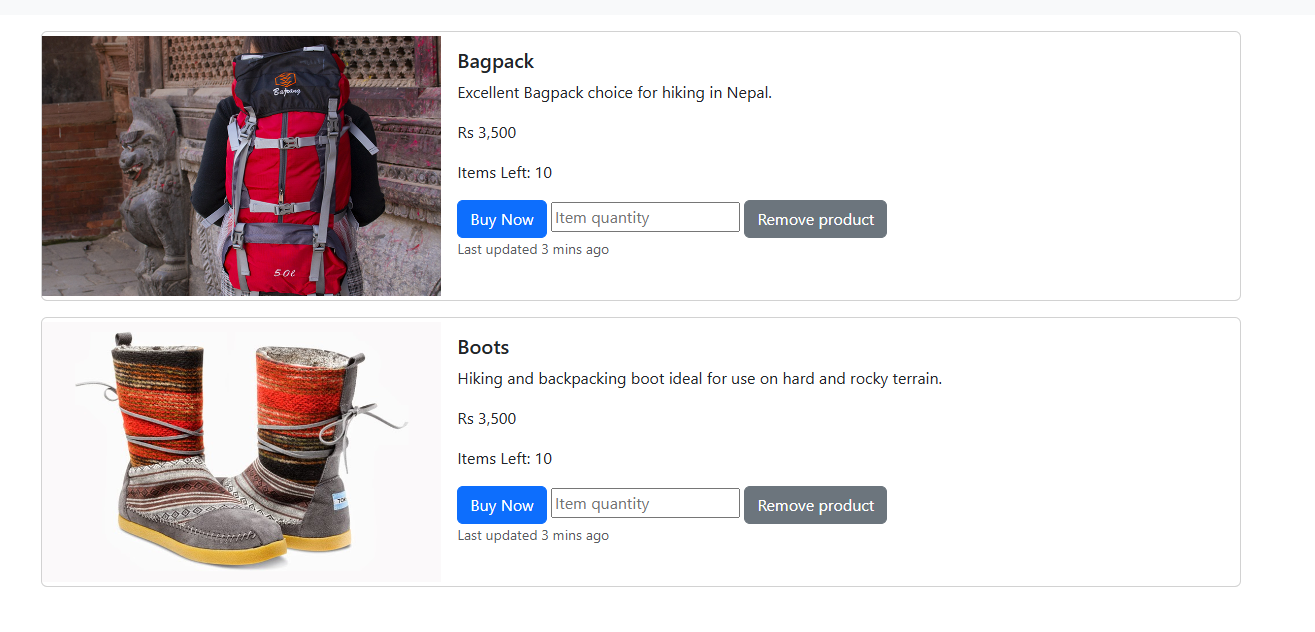 Bagpack
Excellent Bagpack choice for hiking in Nepal.
Rs 3,500
Items Left: 10
Buy Now Item quantity Remove product
Last updated 3 mins ago
50l
Boots
Hiking and backpacking boot ideal for use on hard and rocky terrain.
Rs 3,500
Items Left: 10
Buy Now Item quantity Remove product
Last updated 3 mins ago